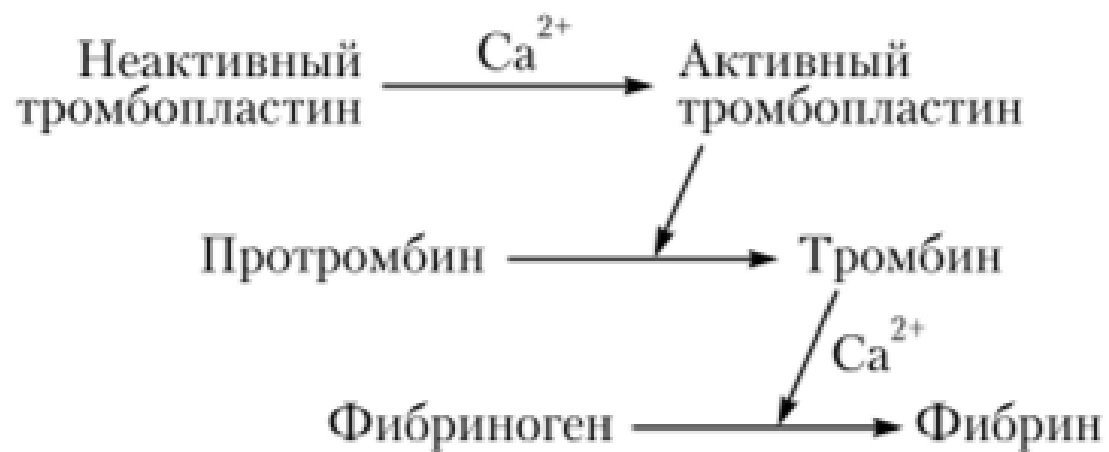 Ca²⁺
Неактивный
тромбопластин
Активный
тромбопластин
Протромбин
Тромбин
Ca²⁺
Фибриноген
Фибрин